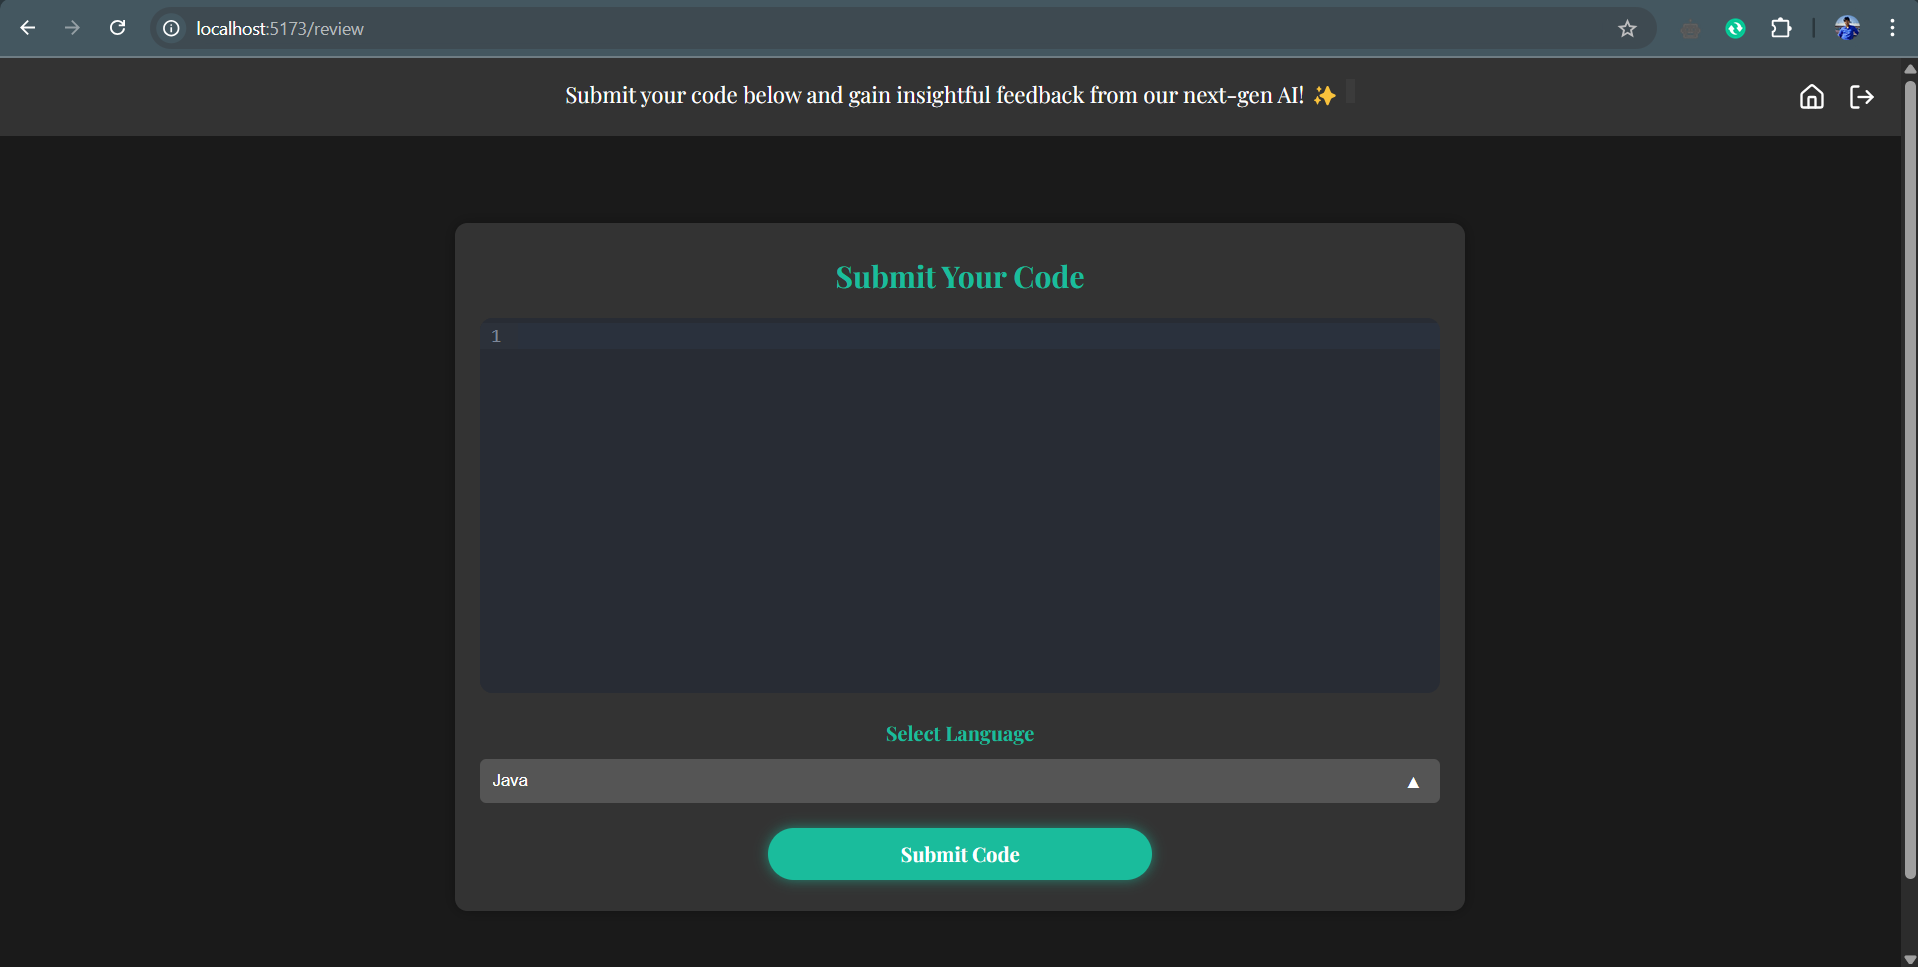 localhost:5173/review
Submit your code below and gain insightful feedback from our next-gen AI! ✨
Submit Your Code
1
Select Language
Java ▲
Submit Code